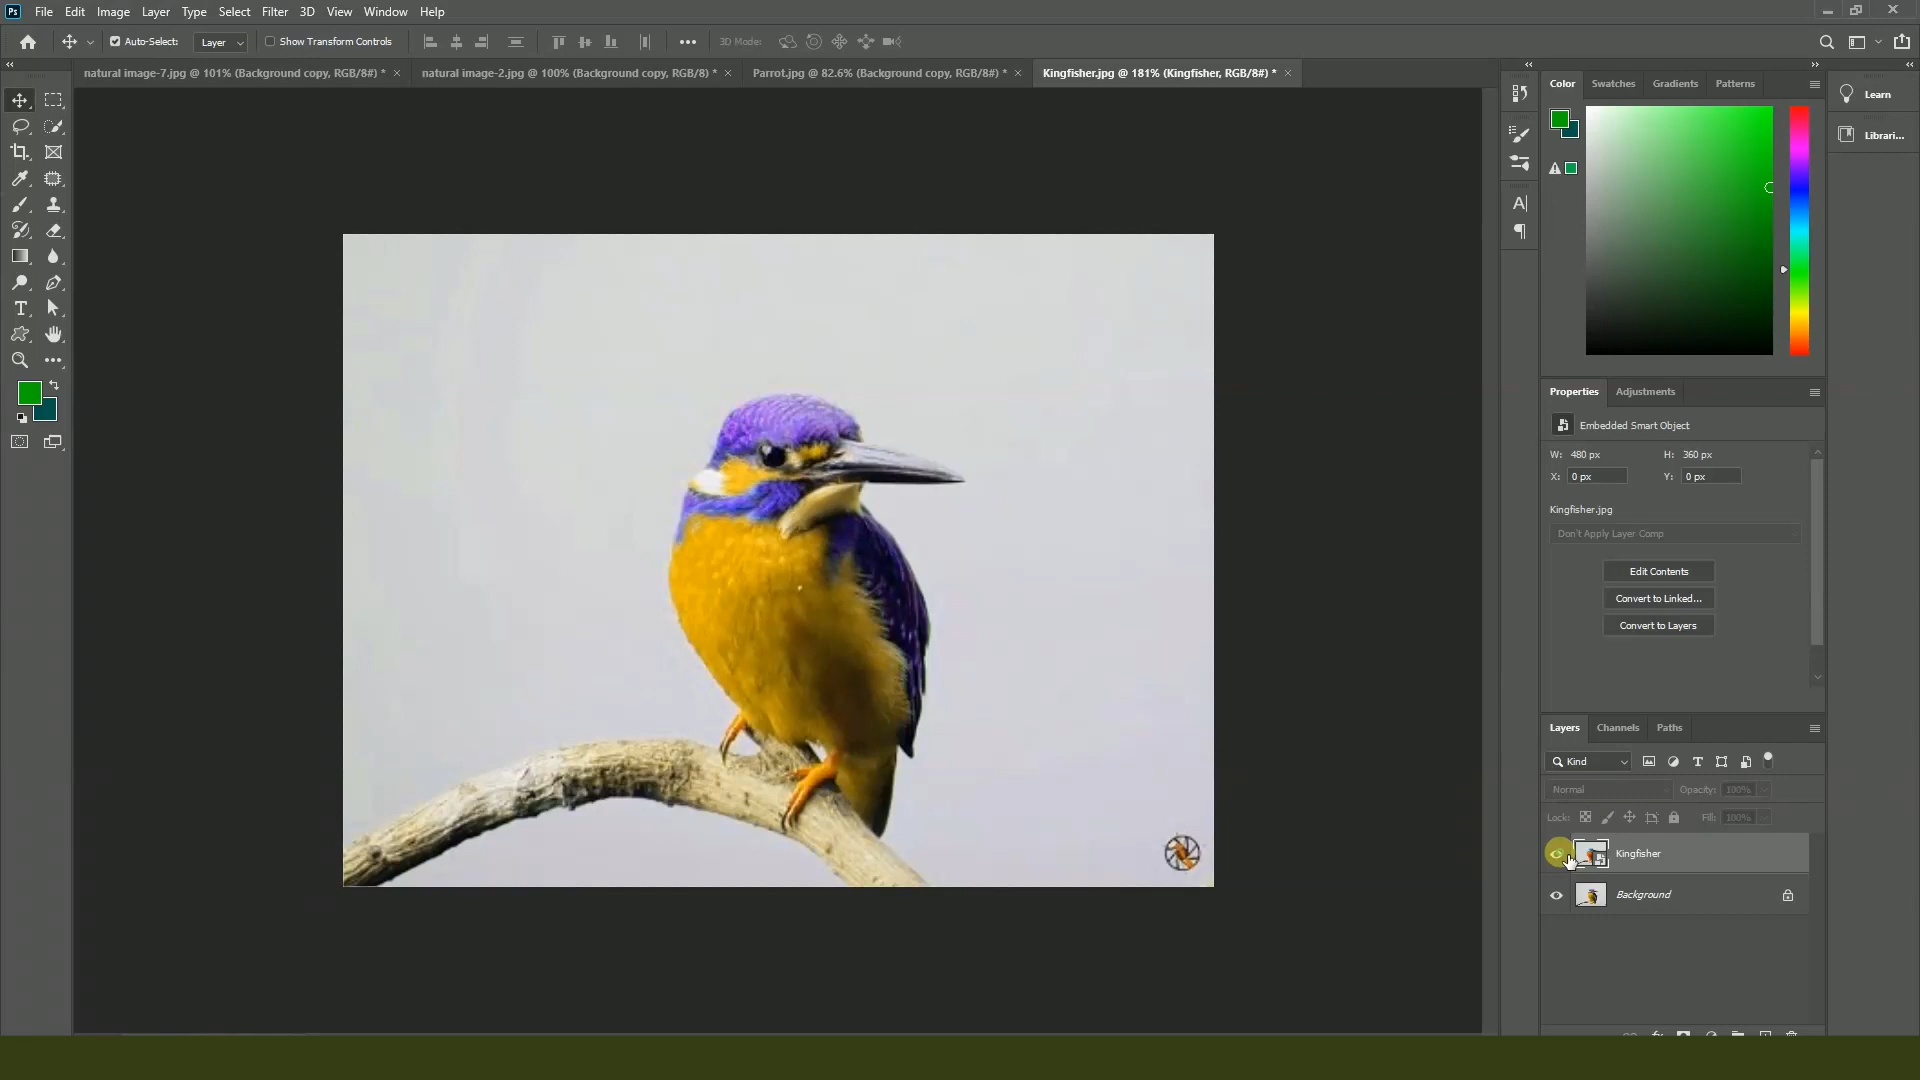 Ps File Edit Image Layer Type Select Filter 3D View Window Help
Auto-Select: Layer Show Transform Controls 3D Mode:
natural image-7.jpg @ 101% (Background copy, RGB/8#) * natural image-2.jpg @ 100% (Background copy, RGB/8) * Parrot.jpg @ 82.6% (Background copy, RGB/8#) * Kingfisher.jpg @ 181% (Kingfisher, RGB/8#) *
Color Swatches Gradients Patterns
Learn
Librari...
Properties Adjustments
Embedded Smart Object
W: 480 px H: 360 px
X: 0 px Y: 0 px
Kingfisher.jpg
Don't Apply Layer Comp
Edit Contents
Convert to Linked...
Convert to Layers
Layers Channels Paths
Kind
Normal Opacity: 100%
Lock: Fill: 100%
Kingfisher
Background